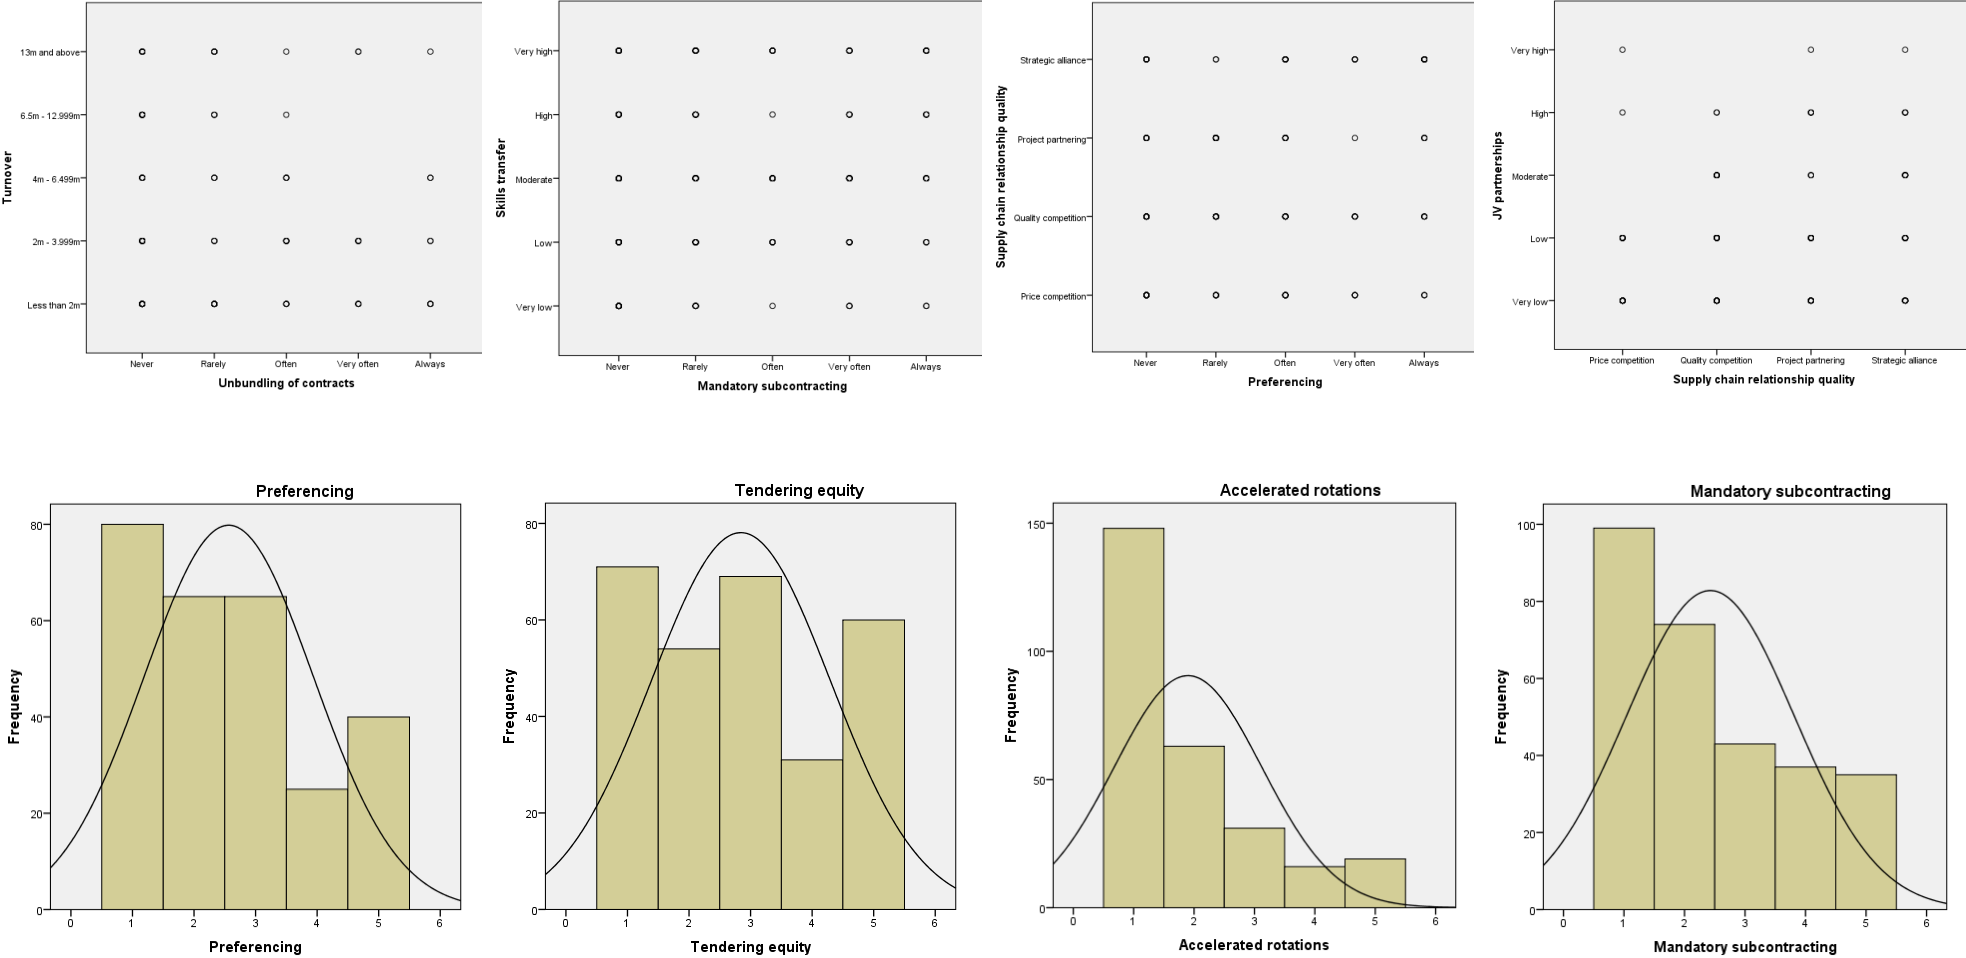 13m and above
6.5m - 12.999m
4m - 6.499m
2m - 3.999m
Less than 2m
Turnover
Never Rarely Often Very often Always
Unbundling of contracts
Very high
High
Moderate
Low
Very low
Skills transfer
Never Rarely Often Very often Always
Mandatory subcontracting
Strategic alliance
Project partnering
Quality competition
Price competition
Supply chain relationship quality
Never Rarely Often Very often Always
Preferencing
Very high
High
Moderate
Low
Very low
JV partnerships
Price competition Quality competition Project partnering Strategic alliance
Supply chain relationship quality
Preferencing
80
60
40
20
0
Frequency
0 1 2 3 4 5 6
Preferencing
Tendering equity
80
60
40
20
0
Frequency
0 1 2 3 4 5 6
Tendering equity
Accelerated rotations
150
100
50
0
Frequency
0 1 2 3 4 5 6
Accelerated rotations
Mandatory subcontracting
100
80
60
40
20
0
Frequency
0 1 2 3 4 5 6
Mandatory subcontracting